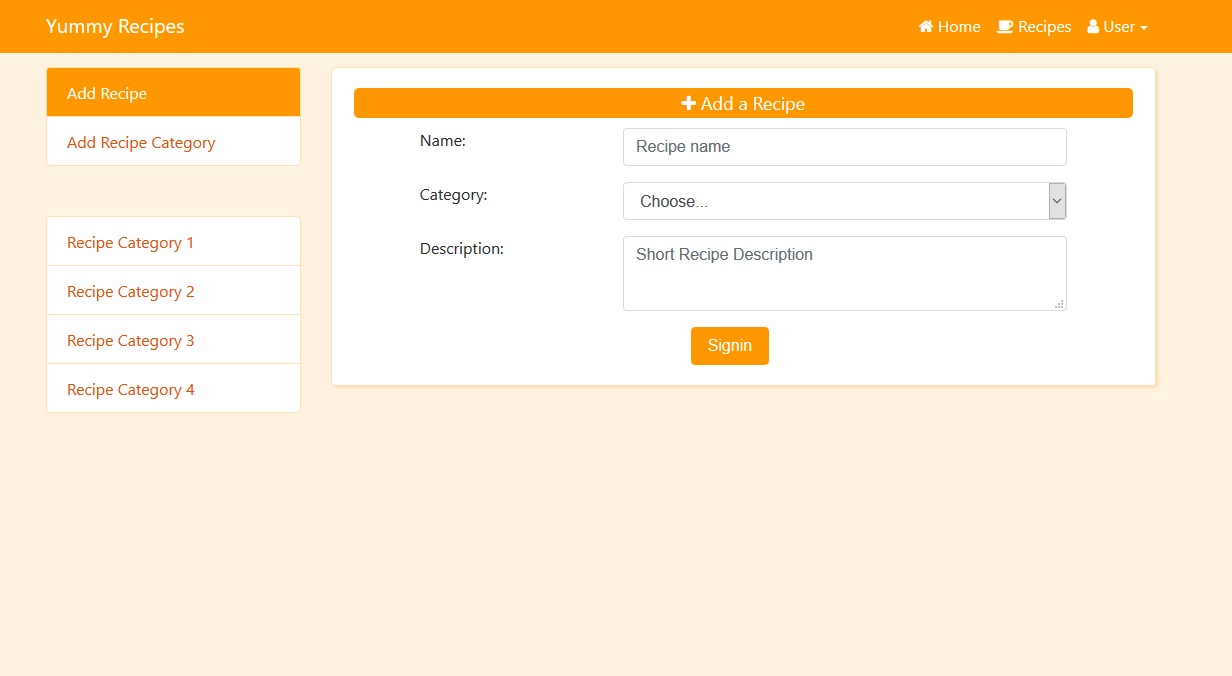 Yummy Recipes
Home Recipes User
Add Recipe
Add Recipe Category
Recipe Category 1
Recipe Category 2
Recipe Category 3
Recipe Category 4
Add a Recipe
Name: Recipe name
Category: Choose...
Description: Short Recipe Description
Signin